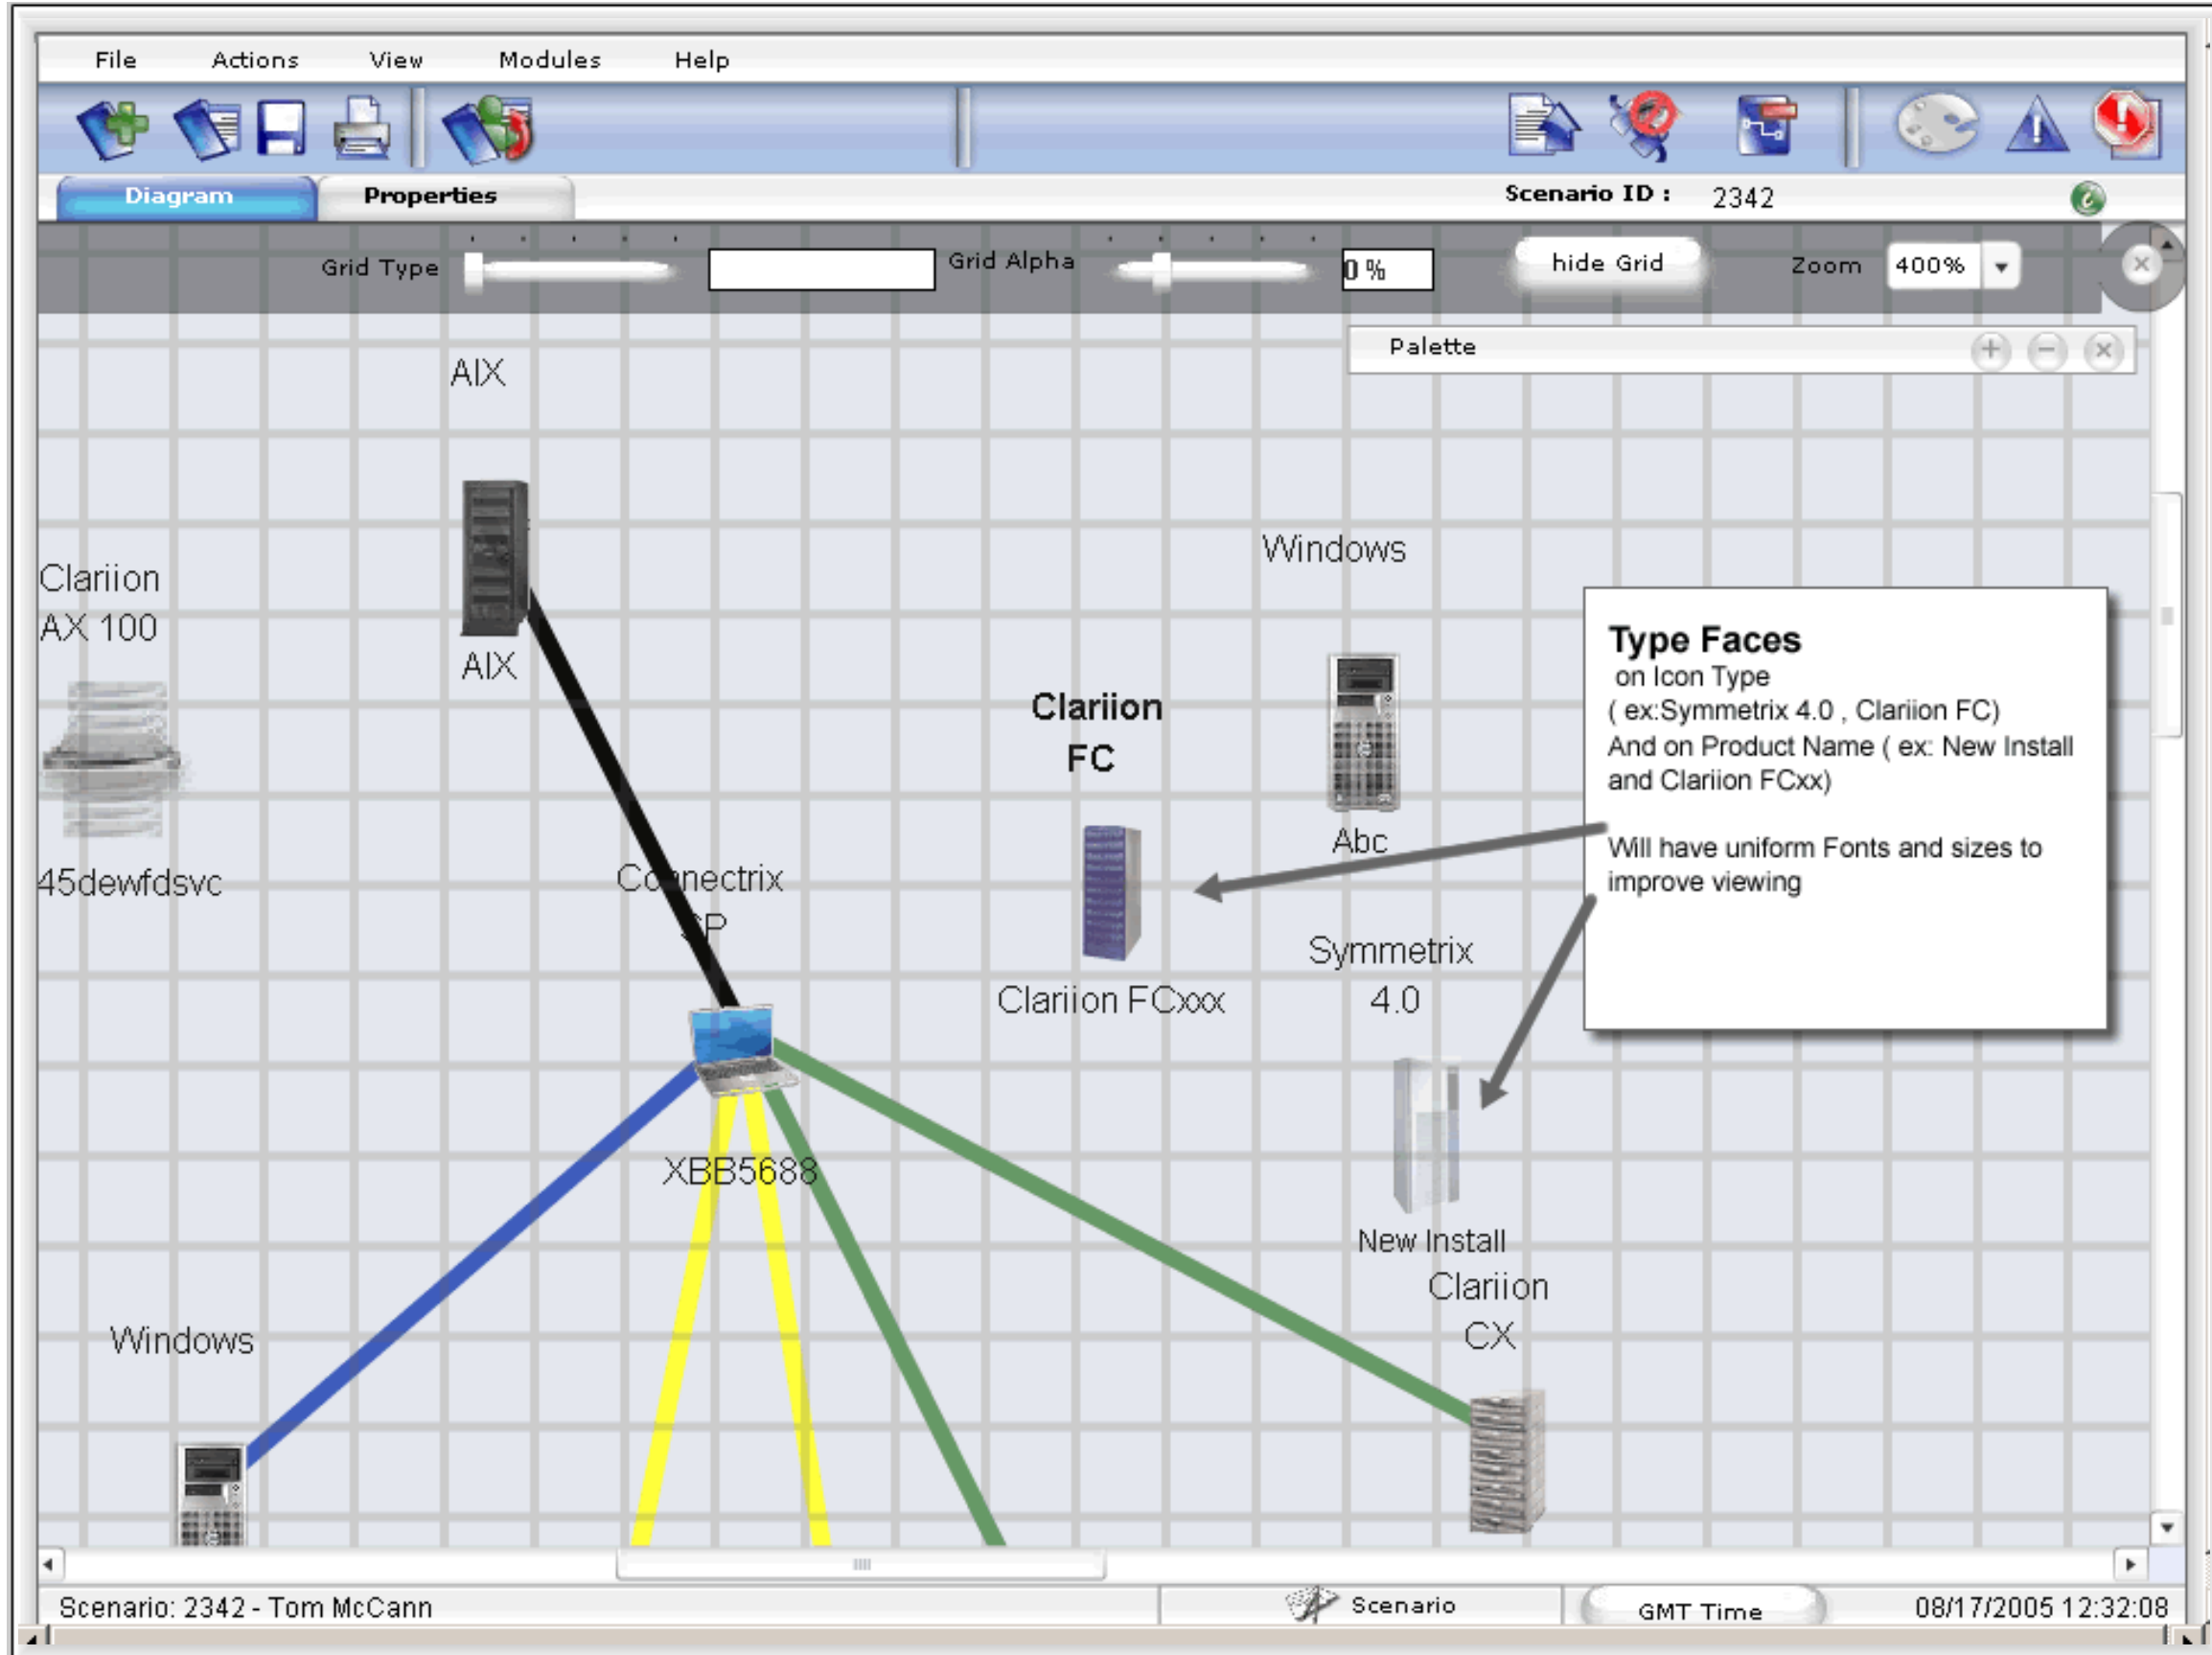 File Actions View Modules Help
Diagram Properties Scenario ID : 2342
Grid Type Grid Alpha 0 % hide Grid Zoom 400%
Palette
AIX
Windows
Clariion
AX 100
AIX
Clariion
FC
Type Faces
on Icon Type
( ex:Symmetrix 4.0 , Clariion FC)
And on Product Name ( ex: New Install
and Clariion FCxx)
Will have uniform Fonts and sizes to
improve viewing
Abc
45dewfdsvc
Connectrix
Symmetrix
4.0
Clariion FCxxx
XBB5688
New Install
Clariion
CX
Windows
Scenario: 2342 - Tom McCann Scenario GMT Time 08/17/2005 12:32:08